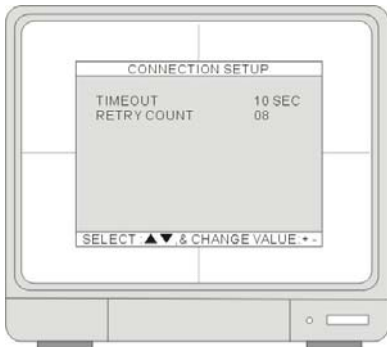 CONNECTION SETUP
TIMEOUT 10 SEC
RETRY COUNT 08
SELECT :▲▼,& CHANGE VALUE:+ -